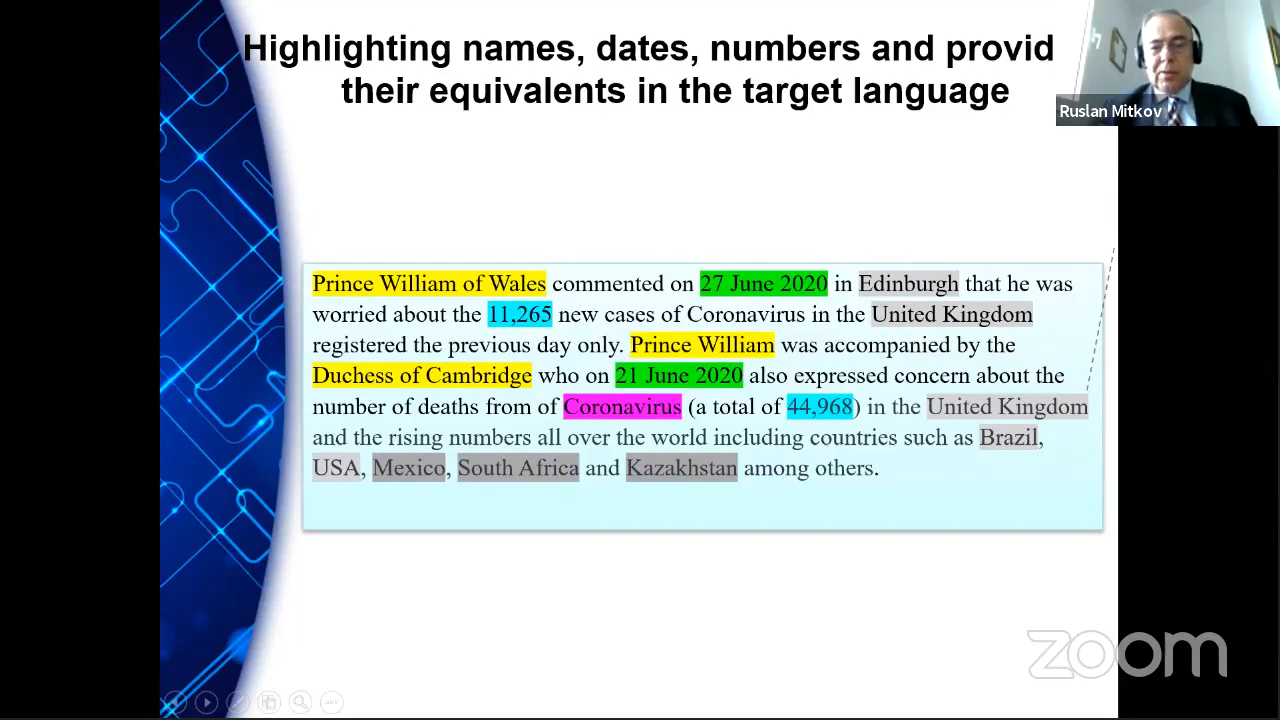 Highlighting names, dates, numbers and provid
their equivalents in the target language
Ruslan Mitkov
Prince William of Wales commented on 27 June 2020 in Edinburgh that he was
worried about the 11,265 new cases of Coronavirus in the United Kingdom
registered the previous day only. Prince William was accompanied by the
Duchess of Cambridge who on 21 June 2020 also expressed concern about the
number of deaths from of Coronavirus (a total of 44,968) in the United Kingdom
and the rising numbers all over the world including countries such as Brazil,
USA, Mexico, South Africa and Kazakhstan among others.
zoom